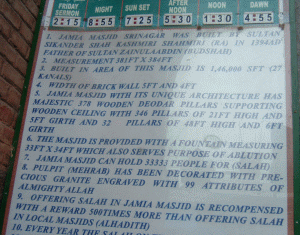 FRIDAY SERMON NIGHT SUN SET AFTER NOON NOON DAWN
2:15 8:55 7:25 5:30 1:30 4:55
1. JAMIA MASJID SRINAGAR WAS BUILT BY SULTAN
SIKANDER SHAH KASHMIRI SHAHMIRI (RA) IN 1394AD
FATHER OF SULTAN ZAINULAABIDIN
2. MEASUREMENT 381FT X 384FT
3. BUILT IN AREA OF THIS MASJID IS 1,46,000 SFT (27
KANALS)
4. WIDTH OF BRICK WALL 5FT AND 4FT
5. JAMIA MASJID WITH ITS UNIQUE ARCHITECTURE HAS
MAJESTIC 378 WOODEN DEODAR PILLARS SUPPORTING
WOODEN CEILING WITH 346 PILLARS OF 21FT HIGH AND
5FT GIRTH AND 32 PILLARS OF 48FT HIGH AND 6FT
GIRTH
6. THE MASJID IS PROVIDED WITH A FOUNTAIN MEASURING
33FT X 34FT WHICH ALSO SERVES PURPOSE OF ABLUTION
7. JAMIA MASJID CAN HOLD 33333 PEOPLE FOR (SALAH)
8. PULPIT (MEHRAB) HAS BEEN DECORATED WITH PRE-
CIOUS GRANITE ENGRAVED WITH 99 ATTRIBUTES OF
ALMIGHTY ALLAH
9. OFFERING SALAH IN JAMIA MASJID IS RECOMPENSED
WITH A REWARD 500TIMES MORE THAN OFFERING SALAH
IN LOCAL MASJIDS (ALHADITH)
10. EVERY YEAR THE